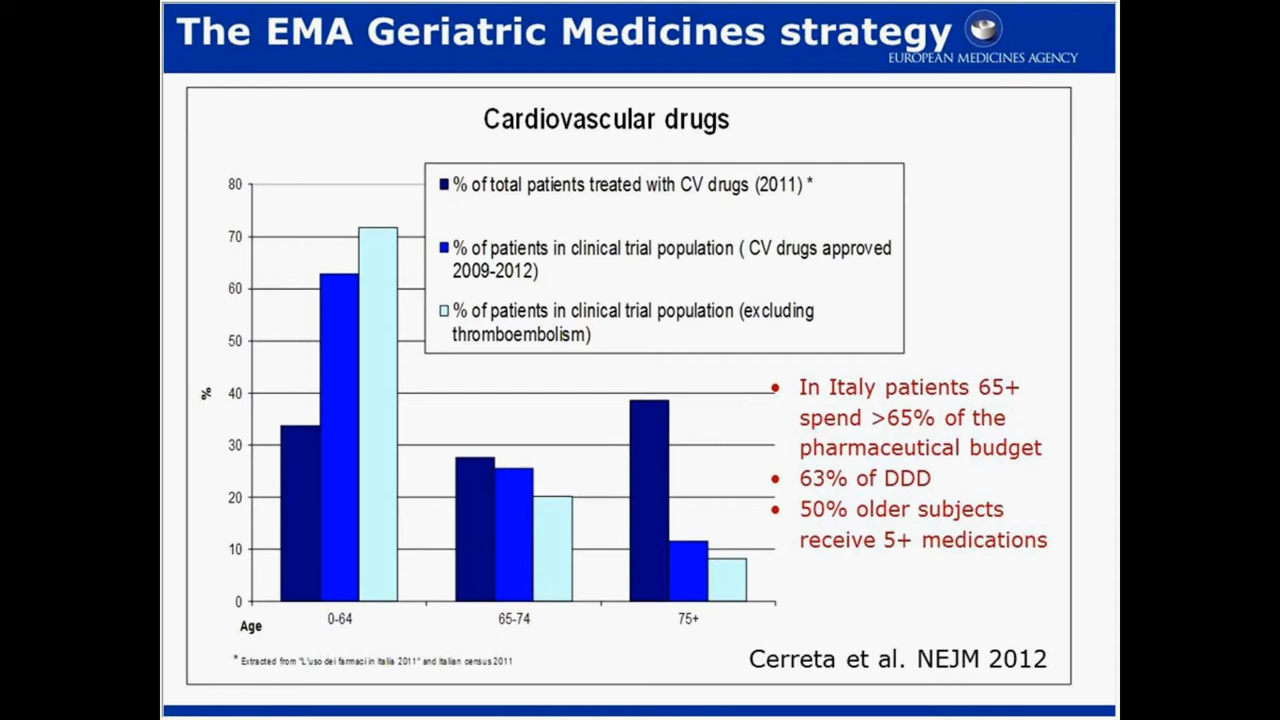 The EMA Geriatric Medicines strategy
EUROPEAN MEDICINES AGENCY
Cardiovascular drugs
% of total patients treated with CV drugs (2011) *
% of patients in clinical trial population ( CV drugs approved
2009-2012)
% of patients in clinical trial population (excluding
thromboembolism)
80
70
60
50
40
30
20
10
0
%
0-64
65-74
75+
Age
• In Italy patients 65+
spend >65% of the
pharmaceutical budget
• 63% of DDD
• 50% older subjects
receive 5+ medications
* Extracted from "L'uso dei farmaci in Italia 2011" and Italian census 2011
Cerreta et al. NEJM 2012